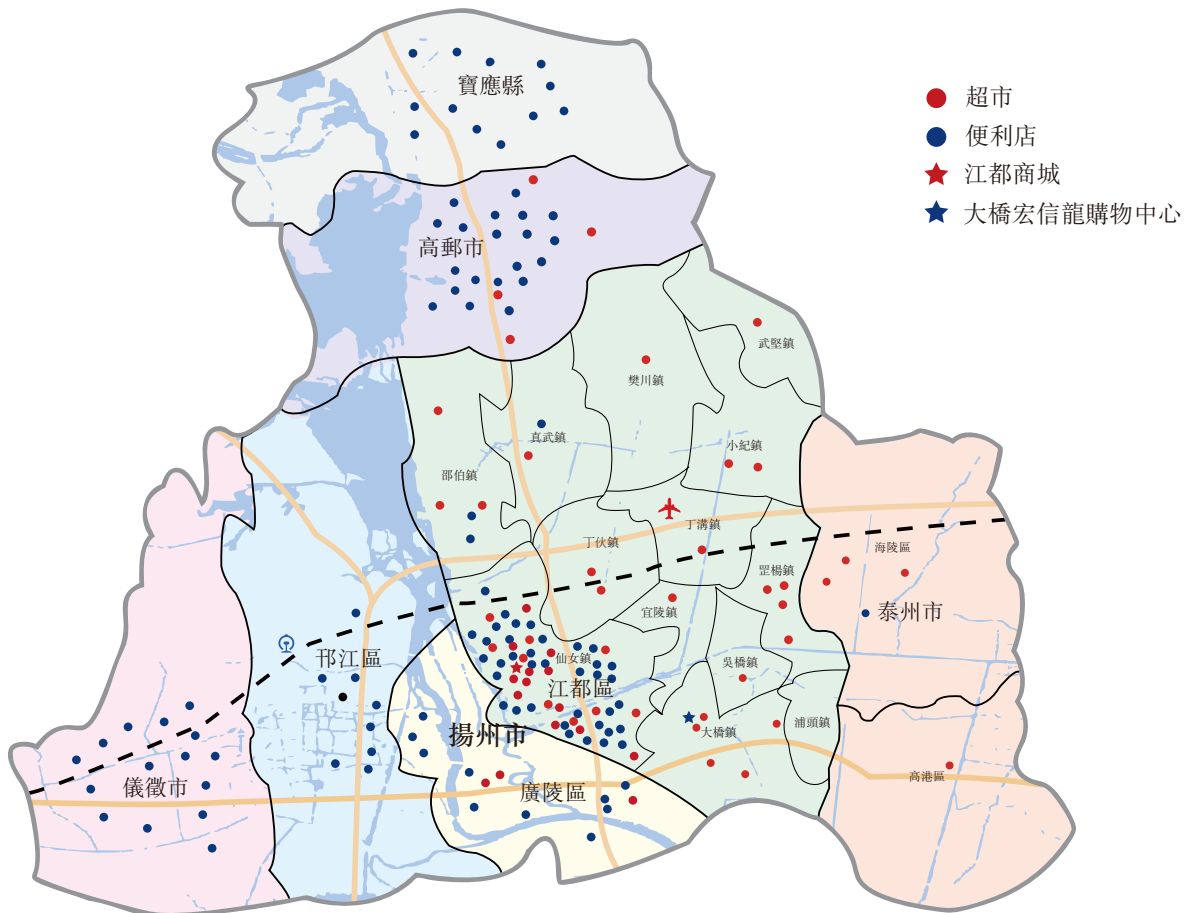 寶應縣
超市
便利店
江都商城
大橋宏信龍購物中心
高郵市
武堅鎮
樊川鎮
真武鎮
小紀鎮
邵伯鎮
丁溝鎮
丁伙鎮
海陵區
罡楊鎮
宜陵鎮
泰州市
邗江區
仙女鎮
吳橋鎮
江都區
揚州市
大橋鎮
浦頭鎮
高港區
儀徵市
廣陵區